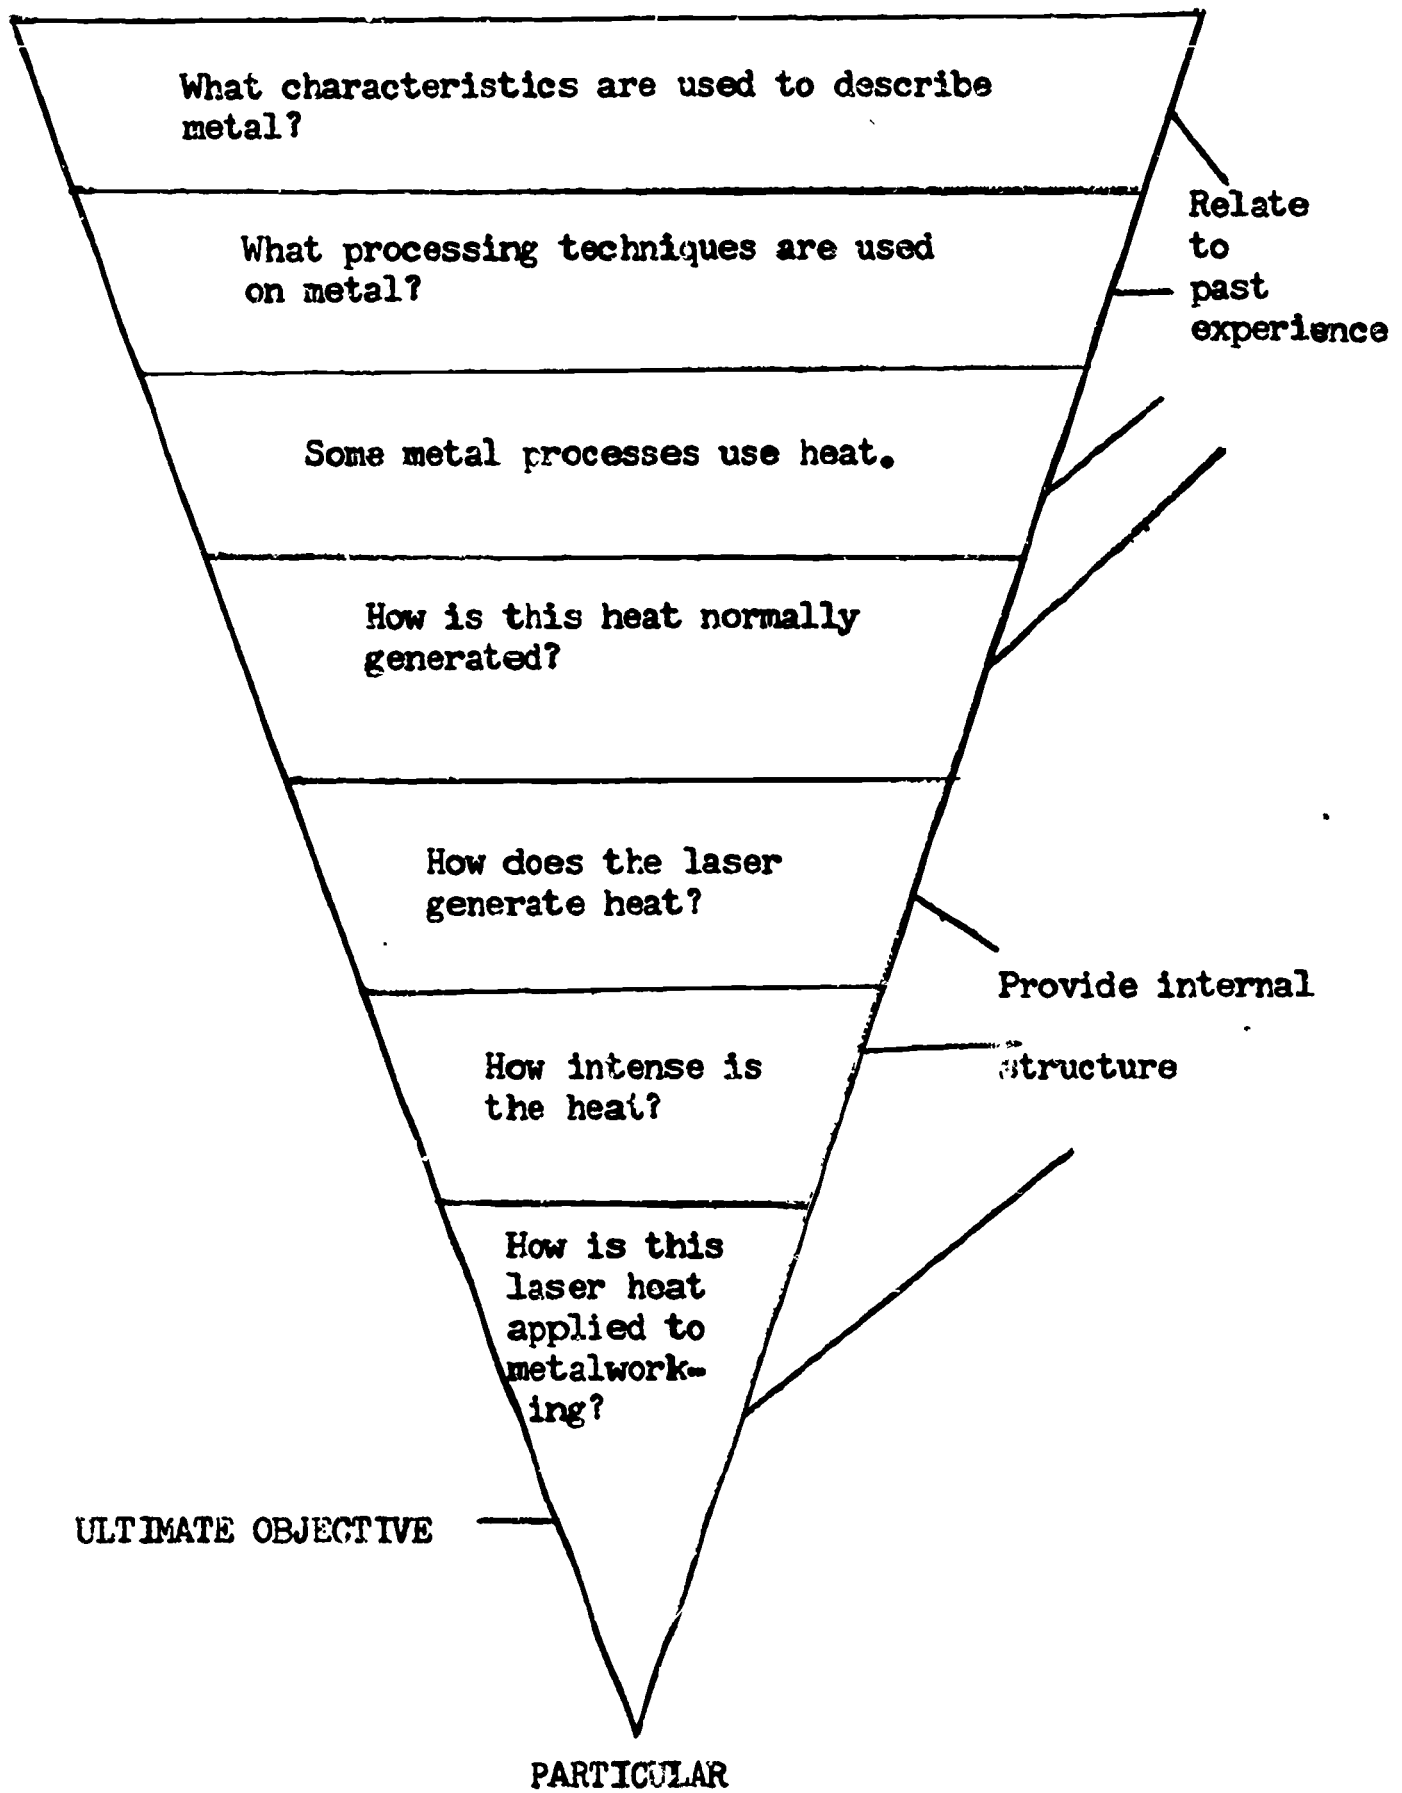 What characteristics are used to describe
metal?
Relate
to
past
experience
What processing techniques are used
on metal?
Some metal processes use heat.
How is this heat normally
generated?
How does the laser
generate heat?
Provide internal
structure
How intense is
the heat?
How is this
laser heat
applied to
metalwork-
ing?
ULTIMATE OBJECTIVE
PARTICULAR